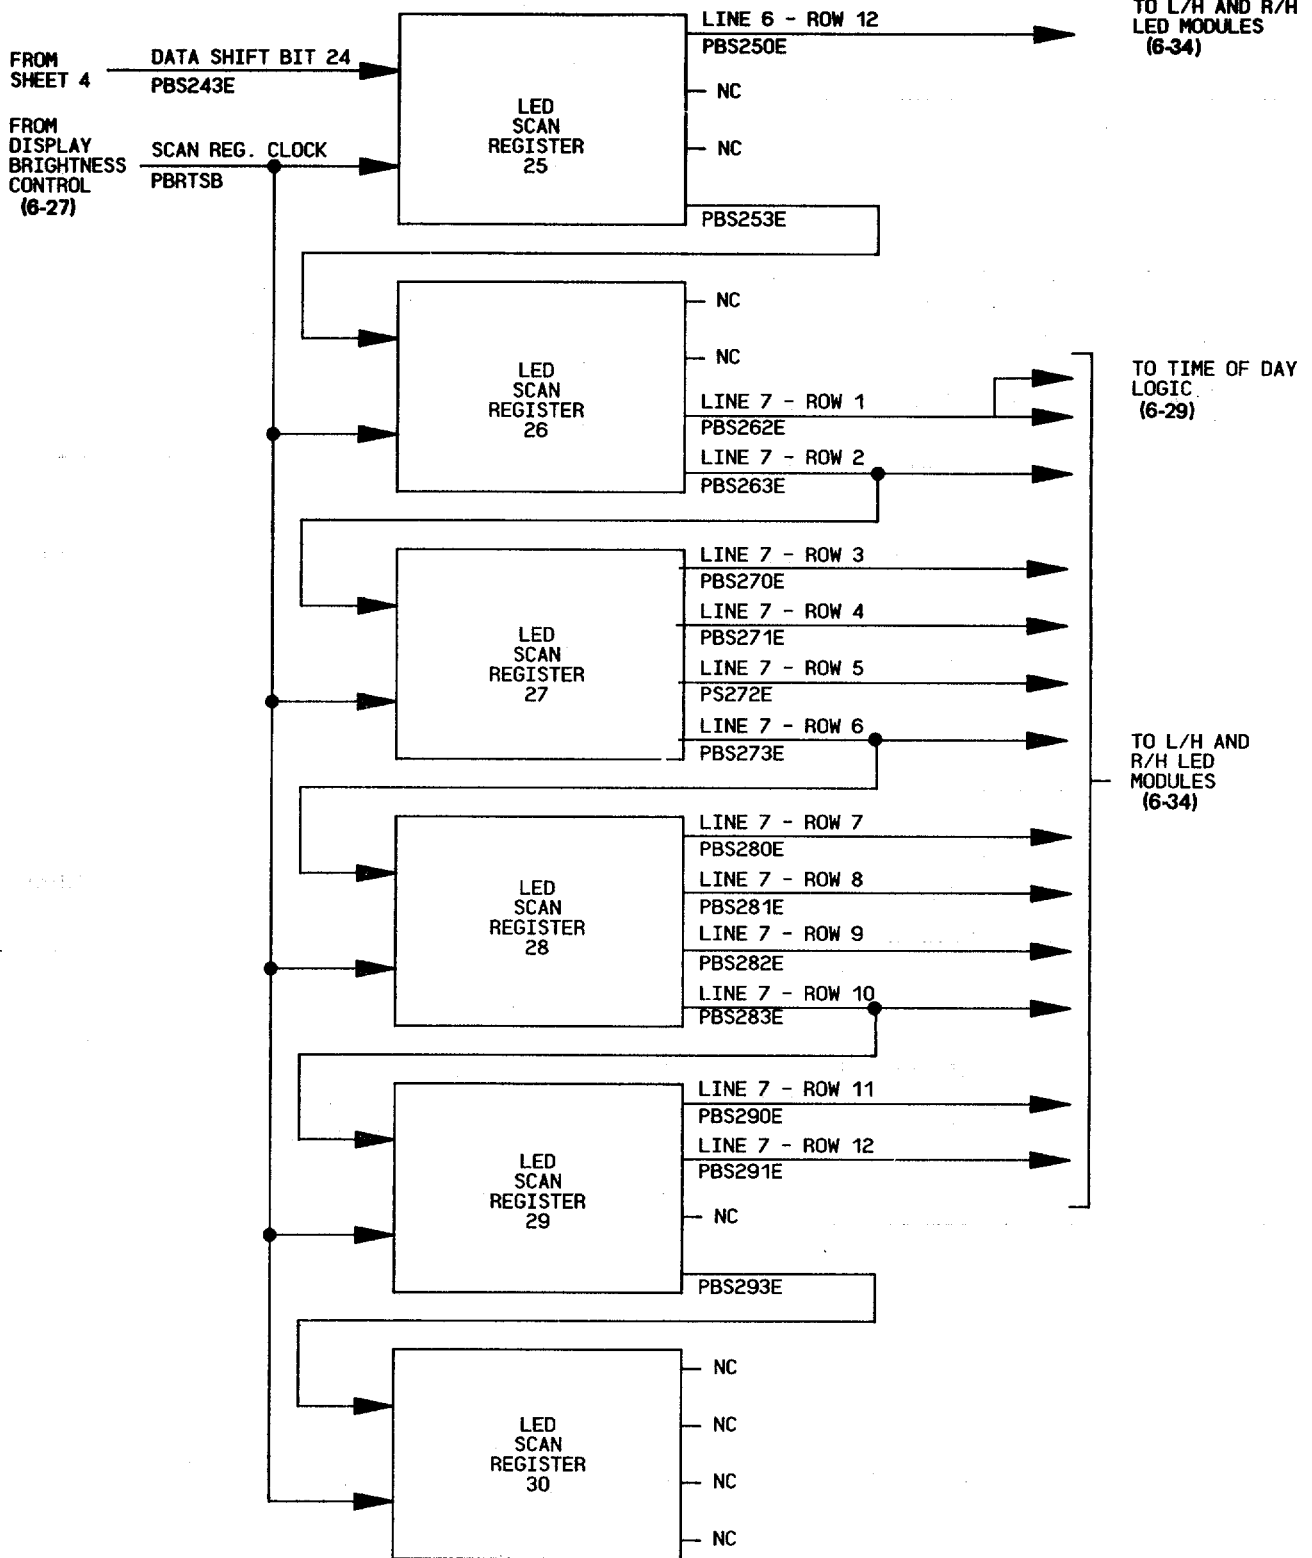 TO L/H AND R/H
LED MODULES
(6-34)
LINE 6 - ROW 12
PBS250E
FROM
SHEET 4
DATA SHIFT BIT 24
PBS243E
NC
LED
SCAN
REGISTER
25
NC
FROM
DISPLAY
BRIGHTNESS
CONTROL
(6-27)
SCAN REG. CLOCK
PBRTSB
PBS253E
NC
NC
LED
SCAN
REGISTER
26
LINE 7 - ROW 1
PBS262E
LINE 7 - ROW 2
PBS263E
TO TIME OF DAY
LOGIC
(6-29)
LINE 7 - ROW 3
PBS270E
LINE 7 - ROW 4
PBS271E
LED
SCAN
REGISTER
27
LINE 7 - ROW 5
PS272E
LINE 7 - ROW 6
PBS273E
TO L/H AND
R/H LED
MODULES
(6-34)
LINE 7 - ROW 7
PBS280E
LINE 7 - ROW 8
PBS281E
LED
SCAN
REGISTER
28
LINE 7 - ROW 9
PBS282E
LINE 7 - ROW 10
PBS283E
LINE 7 - ROW 11
PBS290E
LINE 7 - ROW 12
PBS291E
LED
SCAN
REGISTER
29
NC
PBS293E
NC
NC
LED
SCAN
REGISTER
30
NC
NC